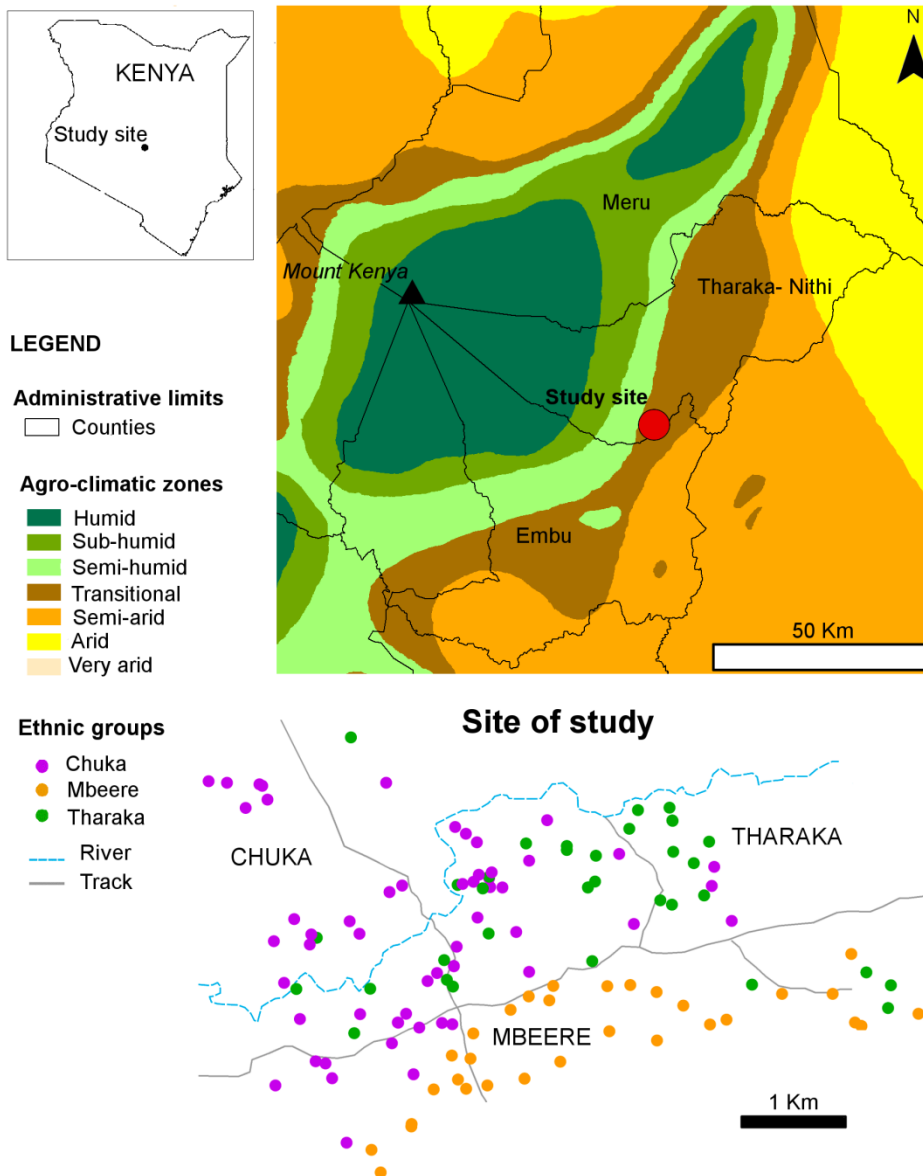 KENYA
Study site
N
Meru
Mount Kenya
Tharaka- Nithi
Study site
Embu
50 Km
LEGEND
Administrative limits
Counties
Agro-climatic zones
Humid
Sub-humid
Semi-humid
Transitional
Semi-arid
Arid
Very arid
Ethnic groups
Chuka
Mbeere
Tharaka
River
Track
Site of study
CHUKA
THARAKA
MBEERE
1 Km